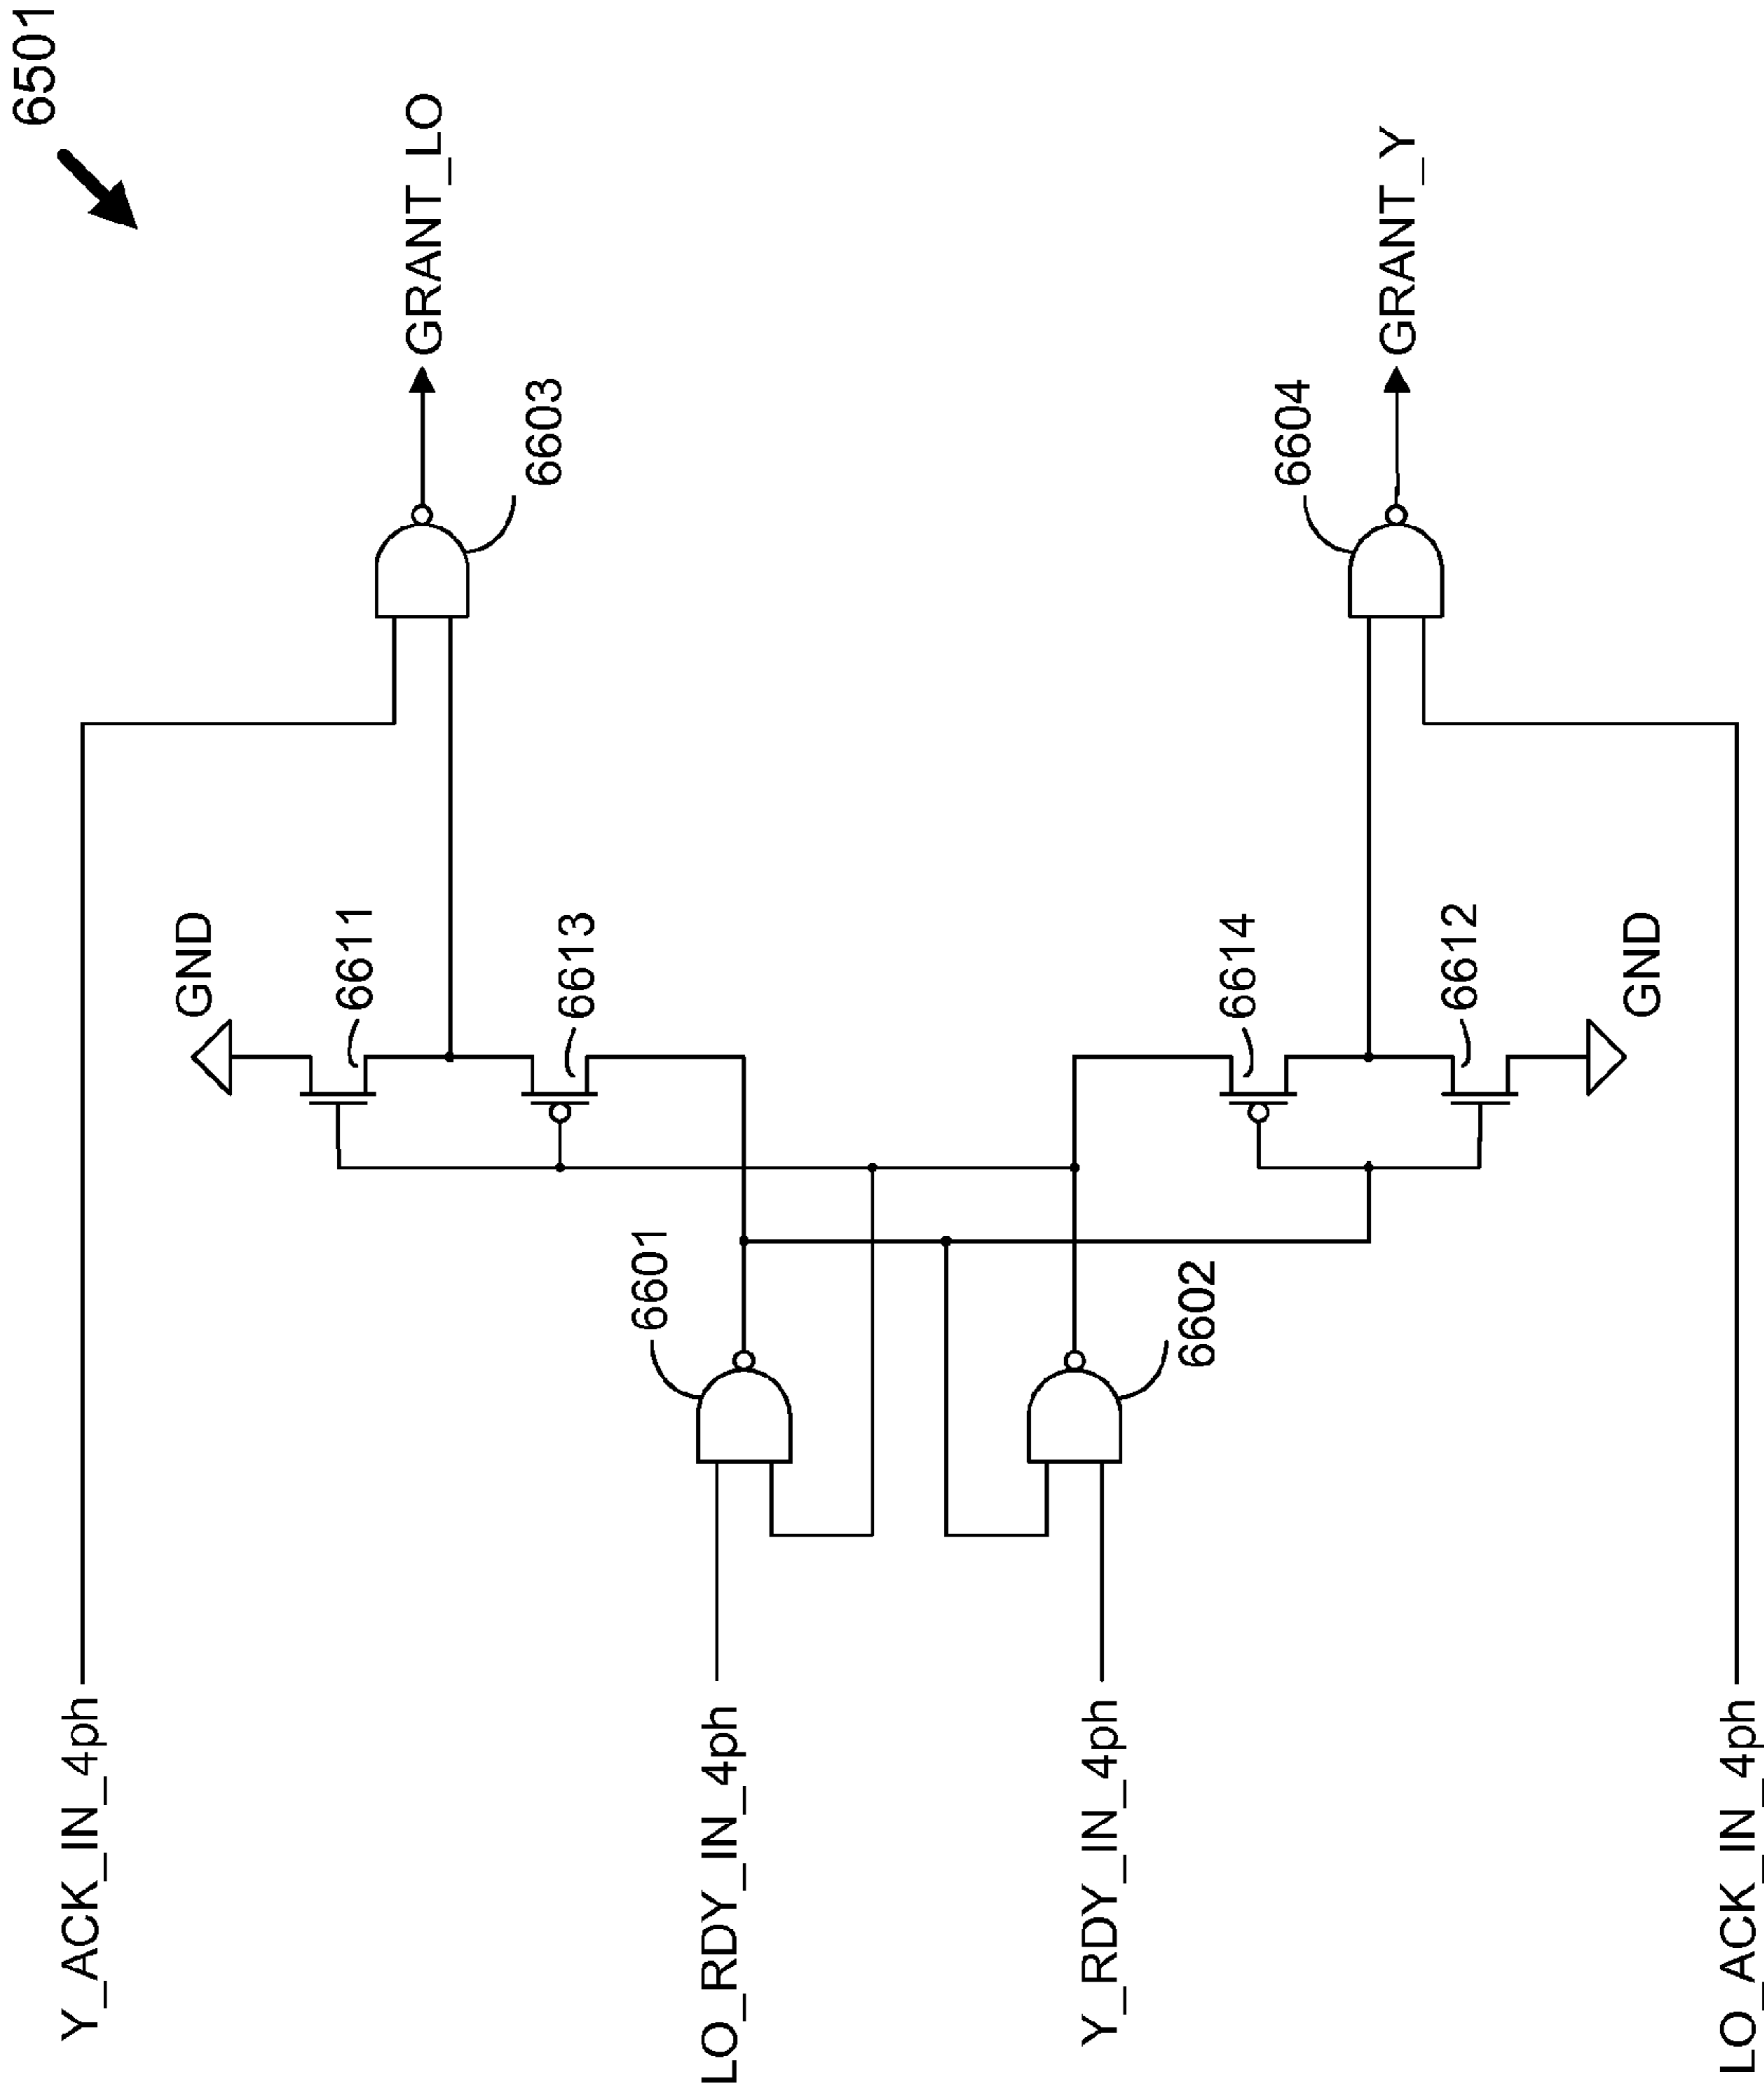 6501
Y_ACK_IN_4ph
GND
6611
GRANT_LO
6603
6613
LO_RDY_IN_4ph
6601
Y_RDY_IN_4ph
6602
6614
6604
GRANT_Y
6612
GND
LO_ACK_IN_4ph